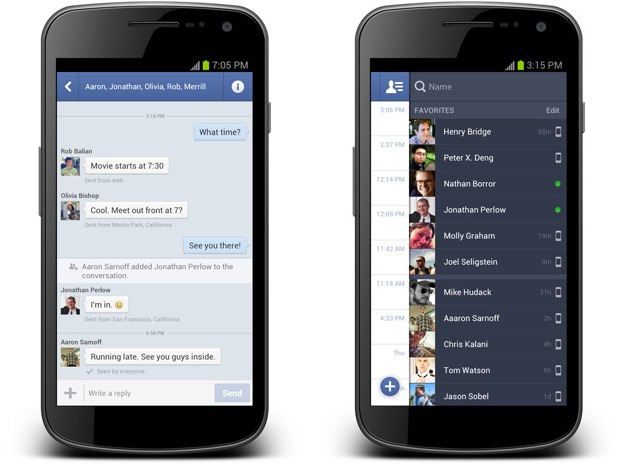 7:05 PM
Aaron, Jonathan, Olivia, Rob, Merrill
3:15 PM
What time?
Rob Balian
Movie starts at 7:30
Sent from web
Olivia Bishop
Cool. Meet out front at 7?
Sent from Menlo Park, California
See you there!
Aaron Sarnoff added Jonathan Perlow to the
conversation.
Jonathan Perlow
I'm in. 😀
Sent from San Francisco, California
6:56 PM
Aaron Sarnoff
Running late. See you guys inside.
Seen by everyone.
Write a reply
Send
3:15 PM
Name
3:06 PM
2:37 PM
12:14 PM
12:09 PM
11:42 AM
11:14 AM
4:33 PM
Thu
FAVORITES Edit
Henry Bridge 55m
Peter X. Deng
Nathan Borror
Jonathan Perlow
Molly Graham 19m
Joel Seligstein 9m
Mike Hudack 21h
Aaaron Sarnoff 2h
Chris Kalani 4h
Tom Watson 5h
Jason Sobel 1d